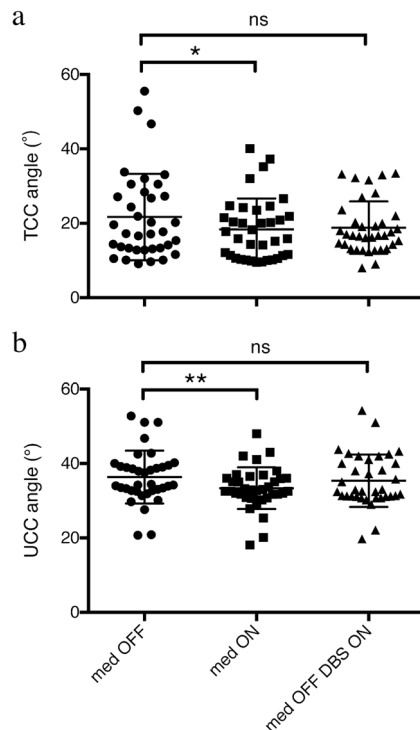 a
ns
*
60
40
20
0
TCC angle (°)
b
ns
**
60
40
20
0
UCC angle (°)
med OFF
med ON
med OFF DBS ON